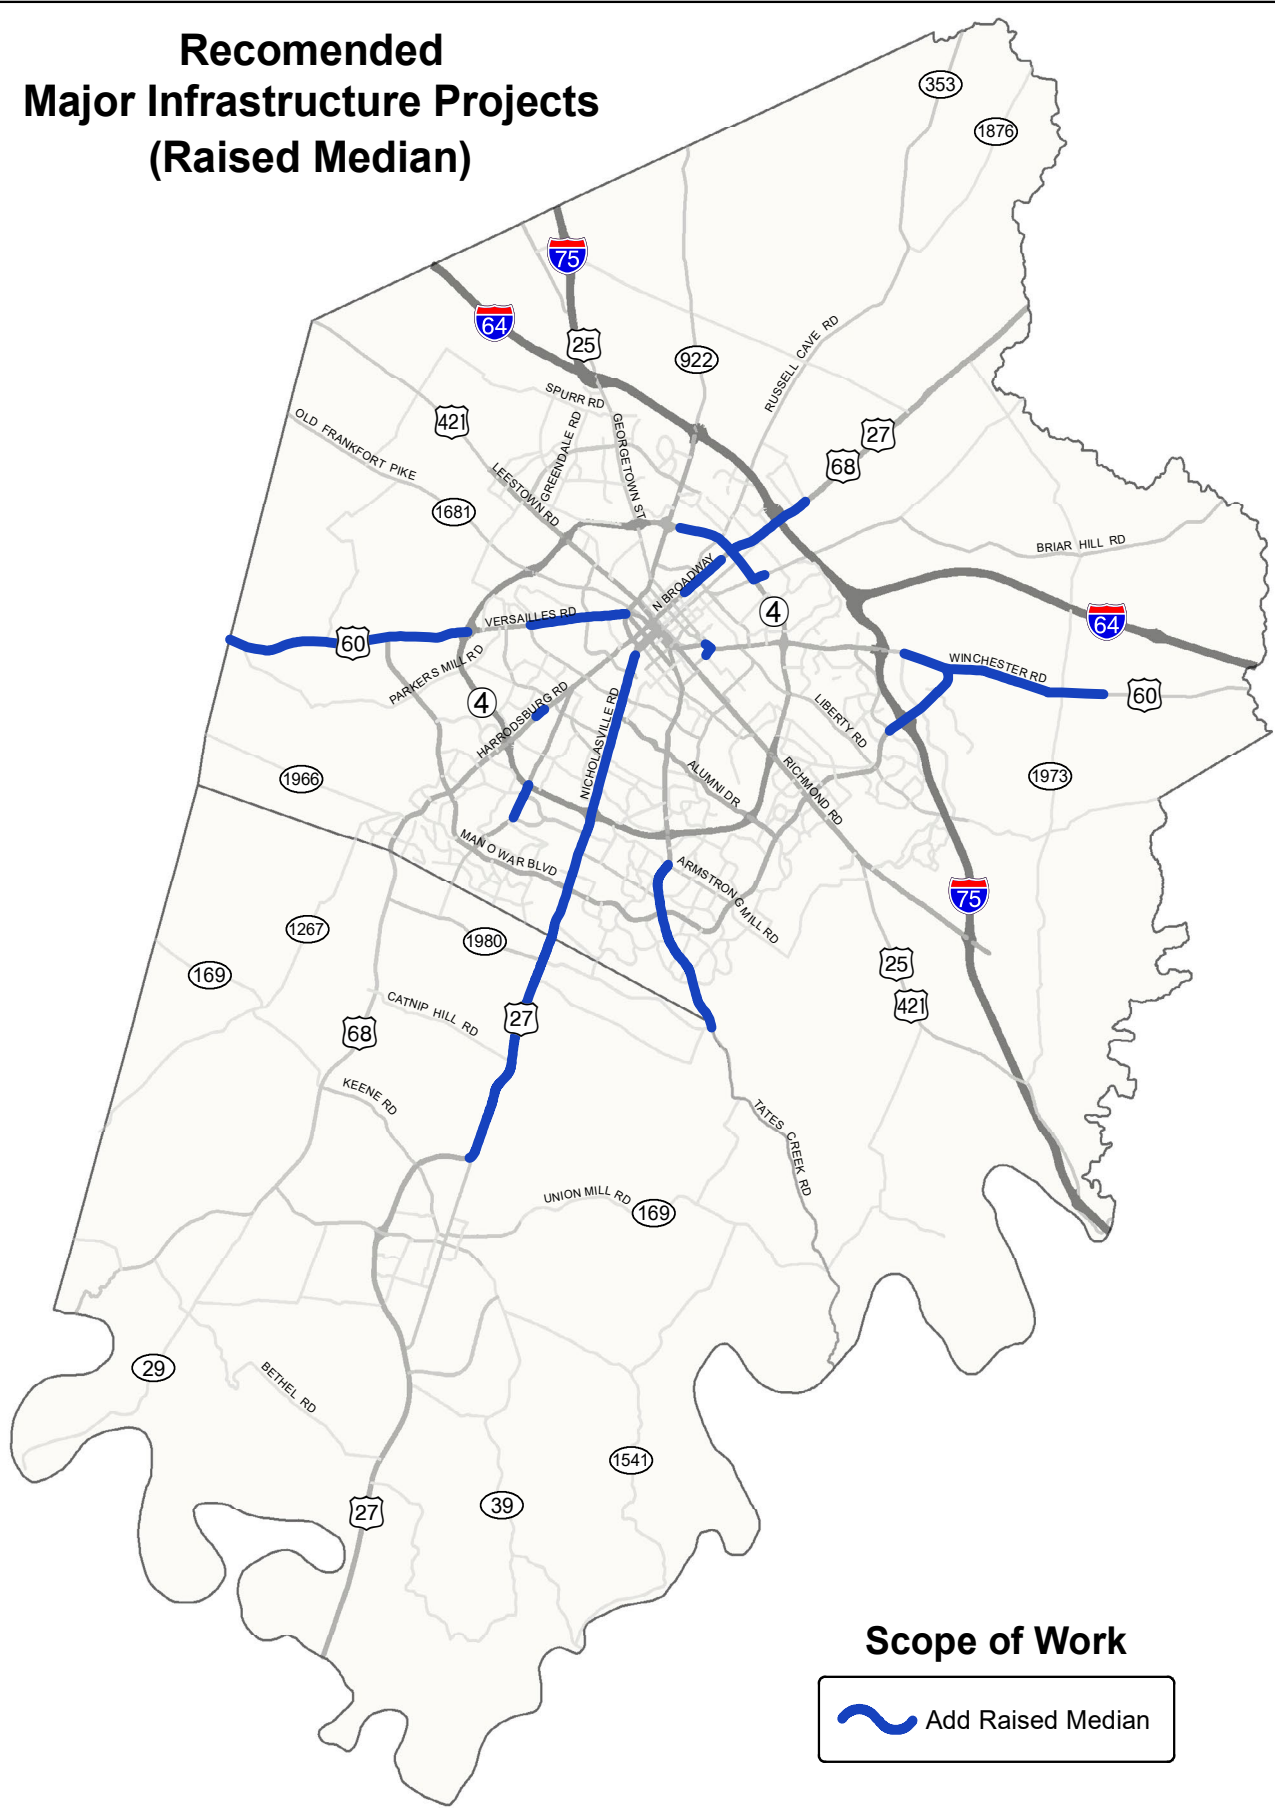 Recomended
Major Infrastructure Projects
(Raised Median)
353
1876
75
64
25
922
RUSSELL CAVE RD
SPURR RD
421
27
68
OLD FRANKFORT PIKE
GREENDALE RD
GEORGETOWN ST
LEESTOWN RD
1681
BRIAR HILL RD
N BROADWAY
4
64
VERSAILLES RD
60
WINCHESTER RD
60
PARKERS MILL RD
4
HARRODSBURG RD
NICHOLASVILLE RD
LIBERTY RD
1966
ALUMNI DR
RICHMOND RD
1973
MAN O WAR BLVD
ARMSTRONG MILL RD
75
1267
1980
169
25
CATNIP HILL RD
27
421
68
KEENE RD
TATES CREEK RD
UNION MILL RD
169
29
BETHEL RD
1541
27
39
Scope of Work
Add Raised Median